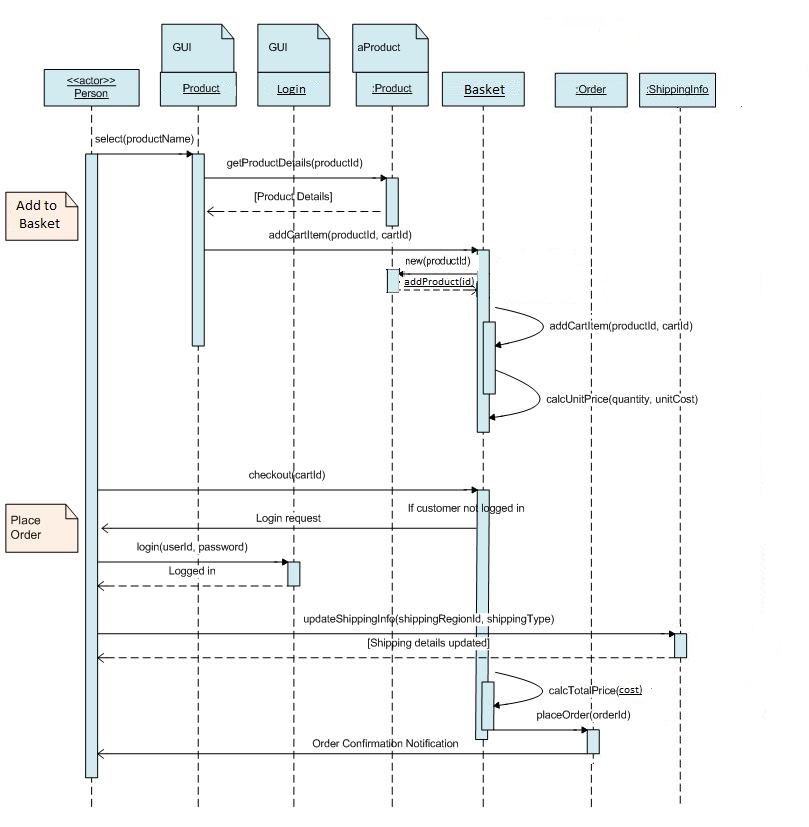 GUI
GUI
aProduct
<<actor>>
Person
Product
Login
:Product
Basket
:Order
:ShippingInfo
select(productName)
getProductDetails(productId)
[Product Details]
Add to
Basket
addCartItem(productId, cartId)
new(productId)
addProduct(id)
addCartItem(productId, cartId)
calcUnitPrice(quantity, unitCost)
checkout(cartId)
If customer not logged in
Place
Order
Login request
login(userId, password)
Logged in
updateShippingInfo(shippingRegionId, shippingType)
[Shipping details updated]
calcTotalPrice(cost)
placeOrder(orderId)
Order Confirmation Notification